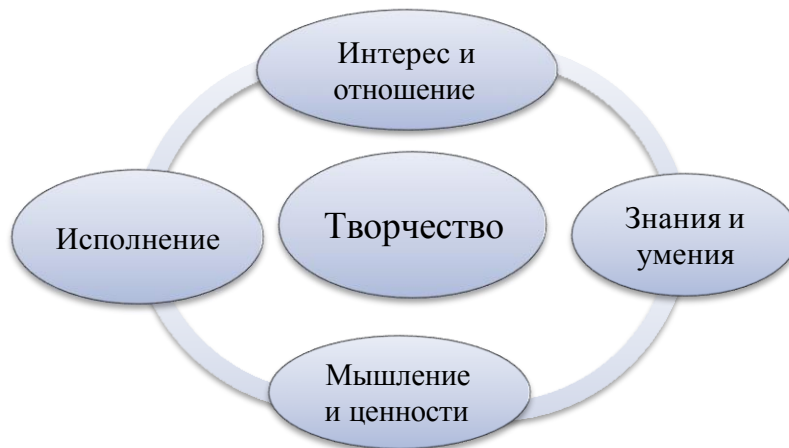 Интерес и
отношение
Исполнение
Творчество
Знания и
умения
Мышление
и ценности